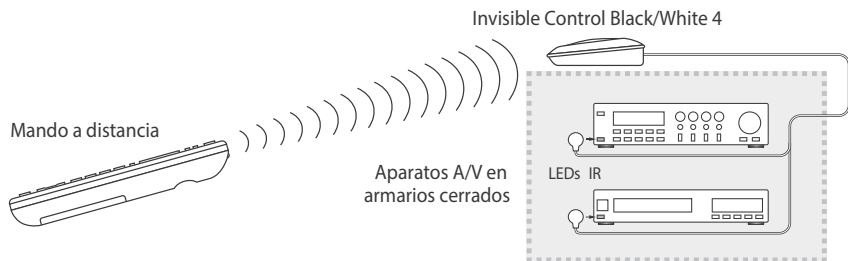 Invisible Control Black/White 4
Mando a distancia
Aparatos A/V en
armarios cerrados
LEDs IR